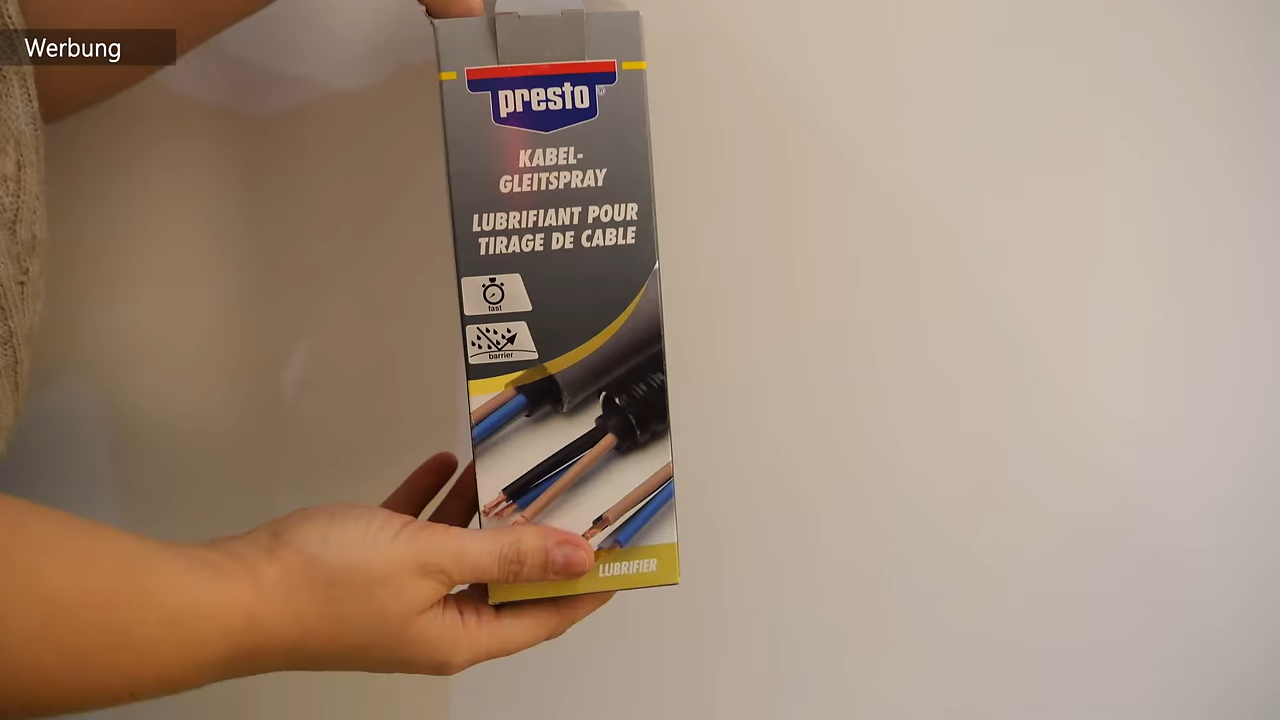 Werbung
presto®
KABEL-
GLEITSPRAY
LUBRIFIANT POUR
TIRAGE DE CABLE
fast
barrier
LUBRIFIER